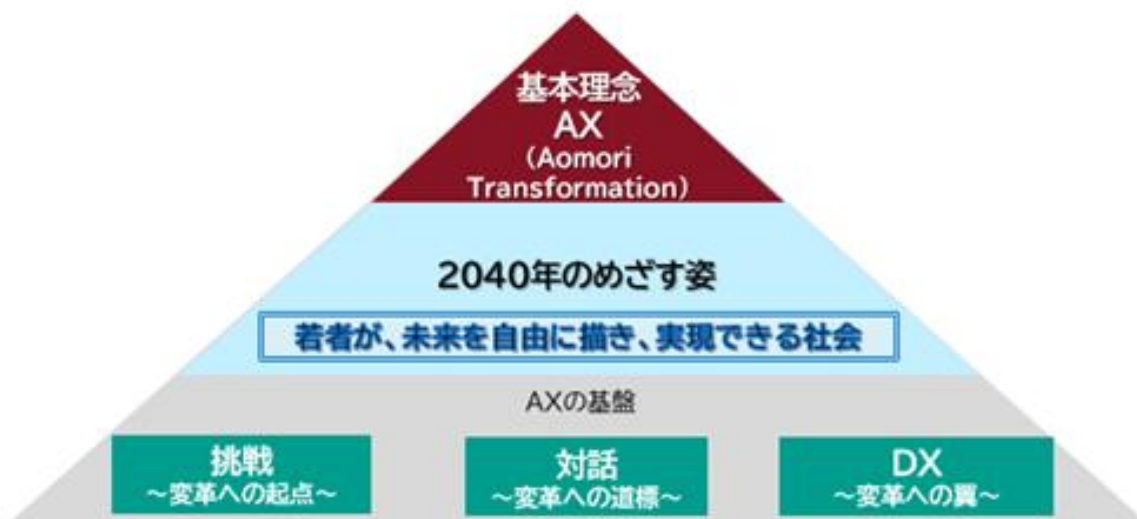 基本理念
AX
(Aomori
Transformation)
2040年のめざす姿
若者が、未来を自由に描き、実現できる社会
AXの基盤
挑戦
～変革への起点～
対話
～変革への道標～
DX
～変革への翼～